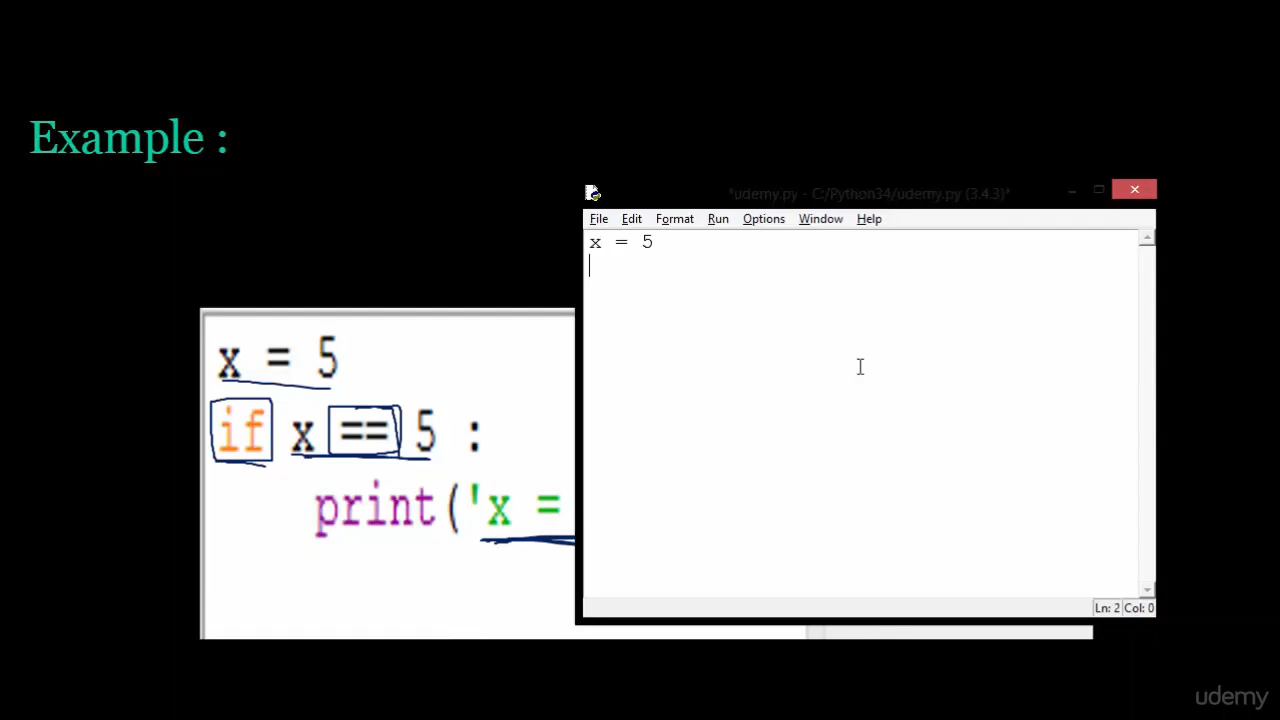 Example :
*udemy.py - C:/Python34/udemy.py (3.4.3)*
File Edit Format Run Options Window Help
x = 5
Ln: 2 Col: 0
x = 5
if x == 5 :
print('x =
udemy